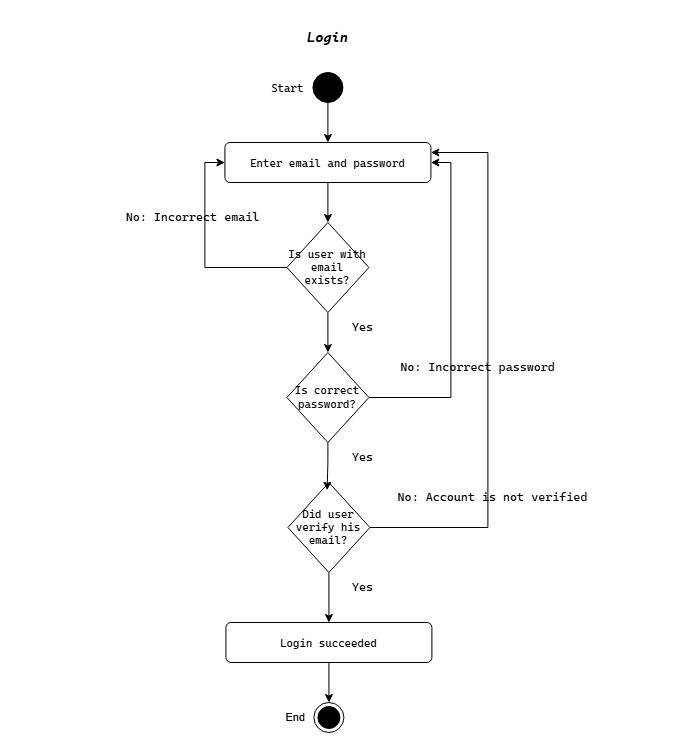 Login
Start
Enter email and password
No: Incorrect email
Is user with
email
exists?
Yes
No: Incorrect password
Is correct
password?
Yes
No: Account is not verified
Did user
verify his
email?
Yes
Login succeeded
End